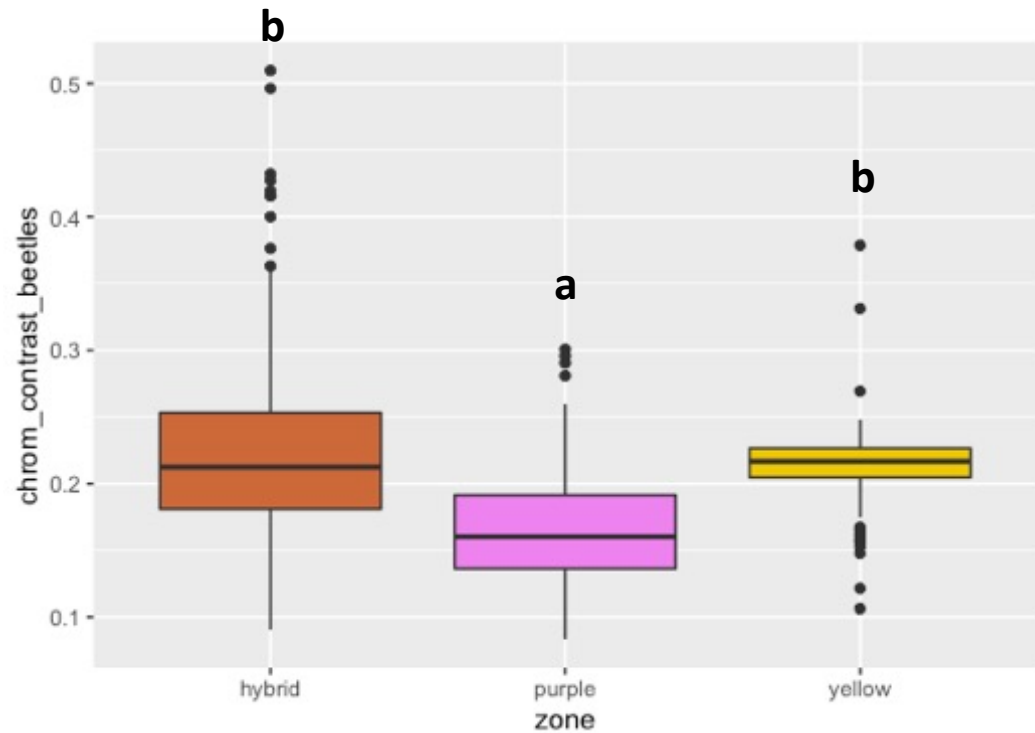 b
b
a
0.5
0.4
0.3
0.2
0.1
chrom_contrast_beetles
hybrid
purple
yellow
zone